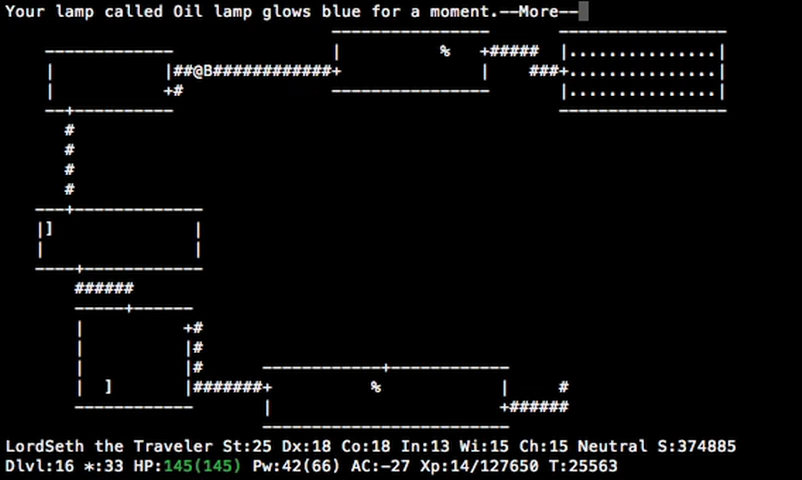 Your lamp called Oil lamp glows blue for a moment.--More--
                                 ----------------       -----------------
    -------------                |          %   +#####  |...............|
    |           |##@B############+              |    ###+...............|
    |           +#               ----------------       |...............|
    --+----------                                       -----------------
      #
      #
      #
      #
   ---+-------------
   |]              |
   |               |
   ----+------------
       ######
       -----+------
       |          +#
       |          |#
       |          |#      ------------+------------
       |  ]       |#######+          %            |     #
       ------------       |                       +######
                          -------------------------
LordSeth the Traveler St:25 Dx:18 Co:18 In:13 Wi:15 Ch:15 Neutral S:374885
Dlvl:16 *:33 HP:145(145) Pw:42(66) AC:-27 Xp:14/127650 T:25563